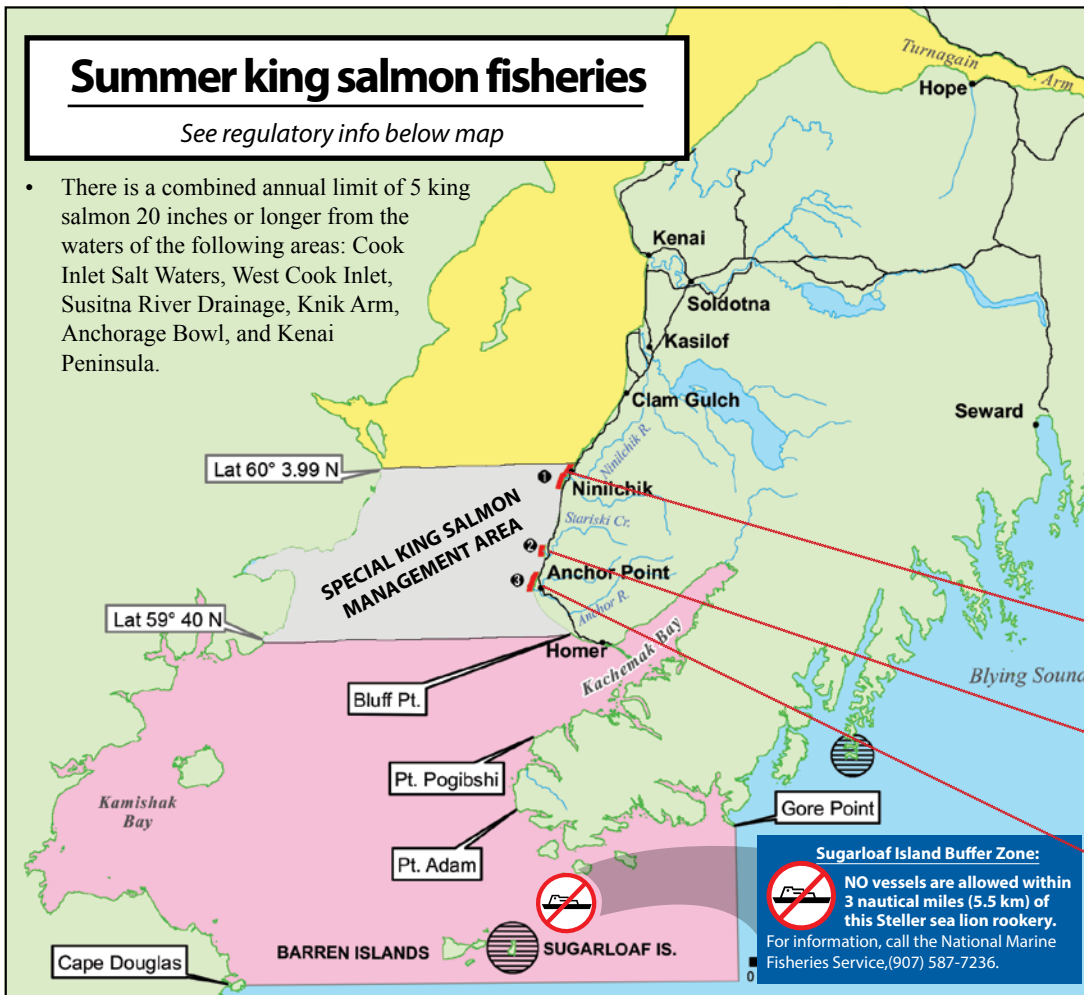 Summer king salmon fisheries
See regulatory info below map
• There is a combined annual limit of 5 king
salmon 20 inches or longer from the
waters of the following areas: Cook
Inlet Salt Waters, West Cook Inlet,
Susitna River Drainage, Knik Arm,
Anchorage Bowl, and Kenai
Peninsula.
Turnagain
Arm
Hope
Kenai
Soldotna
Kasilof
Clam Gulch
Seward
Lat 60° 3.99 N
Ninilchik R.
1
Ninilchik
SPECIAL KING SALMON
MANAGEMENT AREA
Stariski Cr.
2
3
Anchor Point
Anchor R.
Lat 59° 40 N
Homer
Kachemak Bay
Bluff Pt.
Blying Sound
Pt. Pogibshi
Kamishak
Bay
Gore Point
Pt. Adam
Sugarloaf Island Buffer Zone:
NO vessels are allowed within
3 nautical miles (5.5 km) of
this Steller sea lion rookery.
For information, call the National Marine
Fisheries Service,(907) 587-7236.
BARREN ISLANDS
SUGARLOAF IS.
Cape Douglas
0